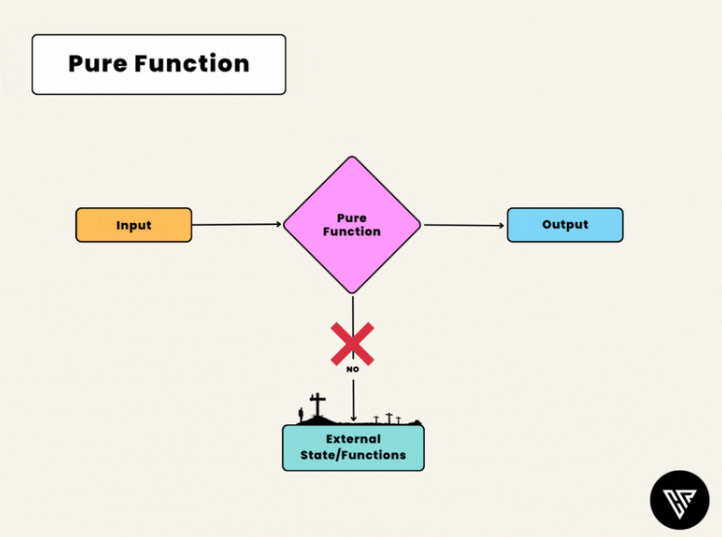 Pure Function
Input
Pure
Function
Output
NO
External
State/Functions